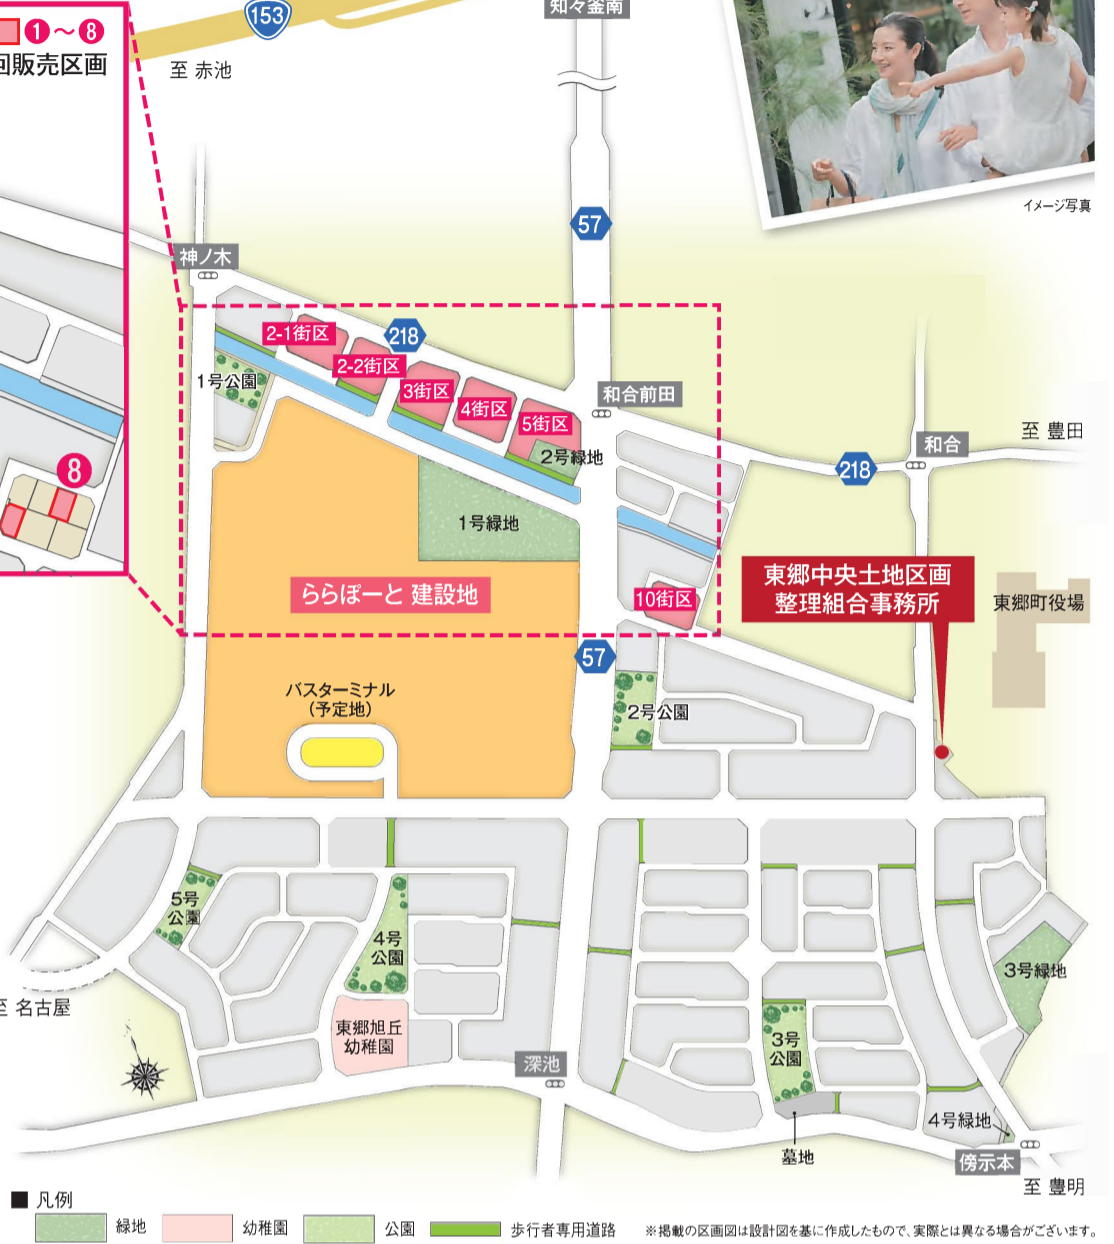 153
知々釜南
❶～❽
回販売区画
至 赤池
イメージ写真
57
神ノ木
218
2-1街区
2-2街区
3街区
4街区
5街区
1号公園
和合前田
2号緑地
和合
至 豊田
218
8
1号緑地
ららぽーと 建設地
10街区
東郷中央土地区画
整理組合事務所
東郷町役場
57
バスターミナル
(予定地)
2号公園
5号
公園
4号
公園
3号緑地
至 名古屋
東郷旭丘
幼稚園
3号
公園
深池
4号緑地
墓地
傍示本
至 豊明
■ 凡例
緑地
幼稚園
公園
歩行者専用道路
※掲載の区画図は設計図を基に作成したもので、実際とは異なる場合がございます。